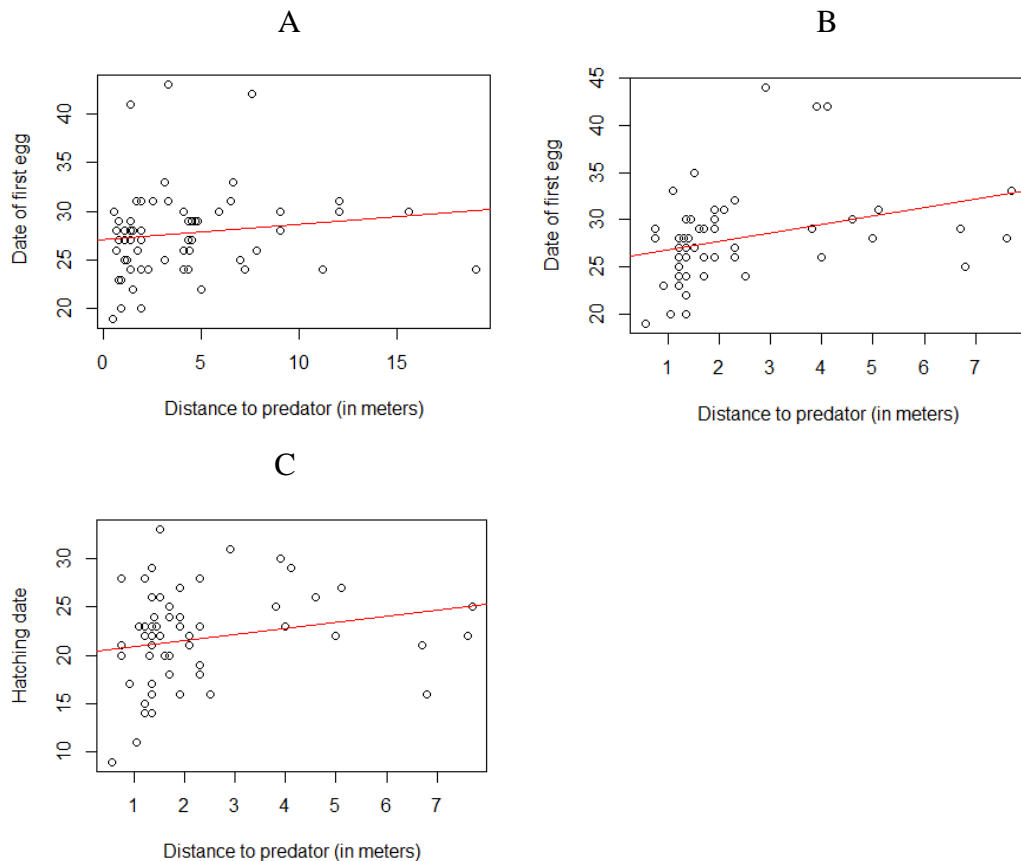 A
Date of first egg
40
35
30
25
20
0 5 10 15
Distance to predator (in meters)
B
Date of first egg
45
40
35
30
25
20
1 2 3 4 5 6 7
Distance to predator (in meters)
C
Hatching date
30
25
20
15
10
1 2 3 4 5 6 7
Distance to predator (in meters)